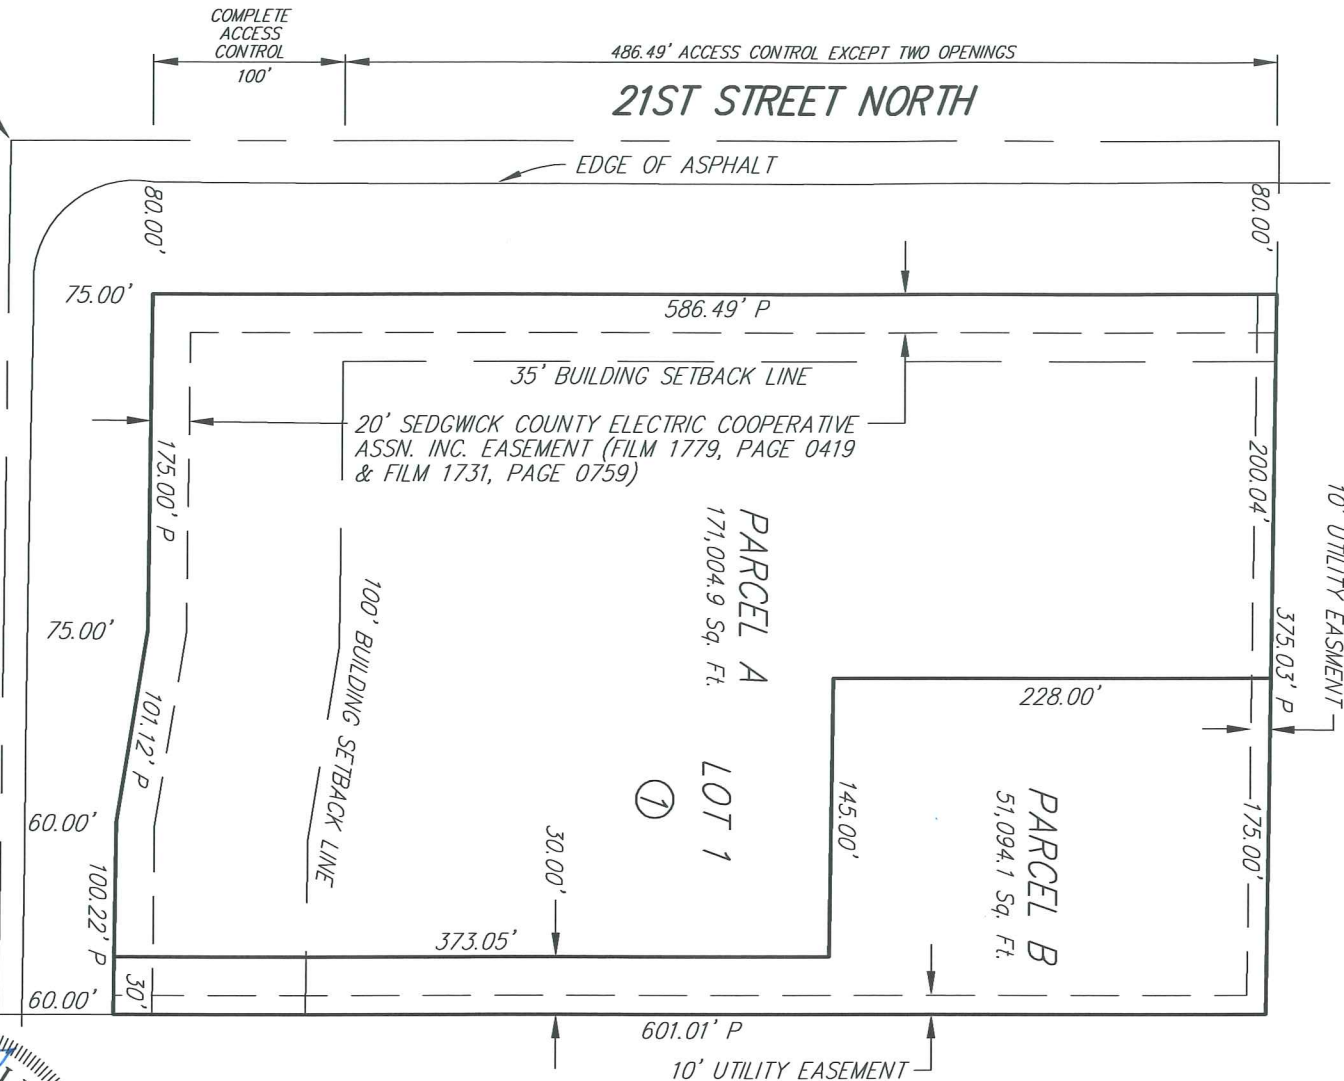 COMPLETE
ACCESS
CONTROL
100'
486.49' ACCESS CONTROL EXCEPT TWO OPENINGS
21ST STREET NORTH
EDGE OF ASPHALT
80.00'
80.00'
75.00'
586.49' P
35' BUILDING SETBACK LINE
20' SEDGWICK COUNTY ELECTRIC COOPERATIVE
ASSN. INC. EASEMENT (FILM 1779, PAGE 0419
& FILM 1731, PAGE 0759)
175.00' P
200.04'
10' UTILITY EASMENT
PARCEL A
171,004.9 Sq. Ft.
100' BUILDING SETBACK LINE
75.00'
375.03' P
228.00'
101.12' P
LOT 1
1
145.00'
PARCEL B
51,094.1 Sq. Ft.
175.00'
60.00'
30.00'
100.22' P
373.05'
60.00'
30'
601.01' P
10' UTILITY EASEMENT